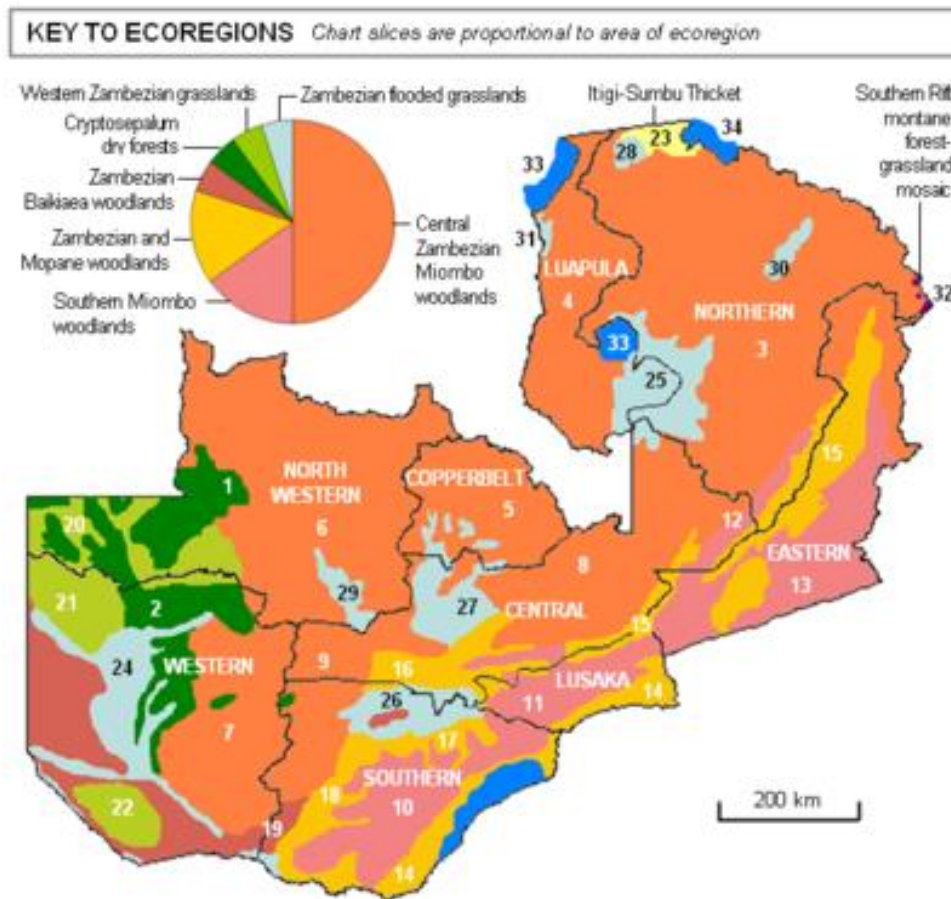 KEY TO ECOREGIONS Chart slices are proportional to area of ecoregion
Western Zambezian grasslands
Zambezian flooded grasslands
Cryptosepalum
dry forests
Zambezian
Baikiaea woodlands
Zambezian and
Mopane woodlands
Southern Miombo
woodlands
Central
Zambezian
Miombo
woodlands
Itigi-Sumbu Thicket
Southern Rift
montane
forest-
grassland
mosaic
34
23
28
33
31
LUAPULA
4
30
32
NORTHERN
3
33
25
15
1
NORTH
WESTERN
6
COPPERBELT
5
12
20
8
EASTERN
13
21
2
29
27
CENTRAL
15
24
WESTERN
9
16
LUSAKA
11
14
26
7
17
SOUTHERN
10
18
22
19
14
200 km